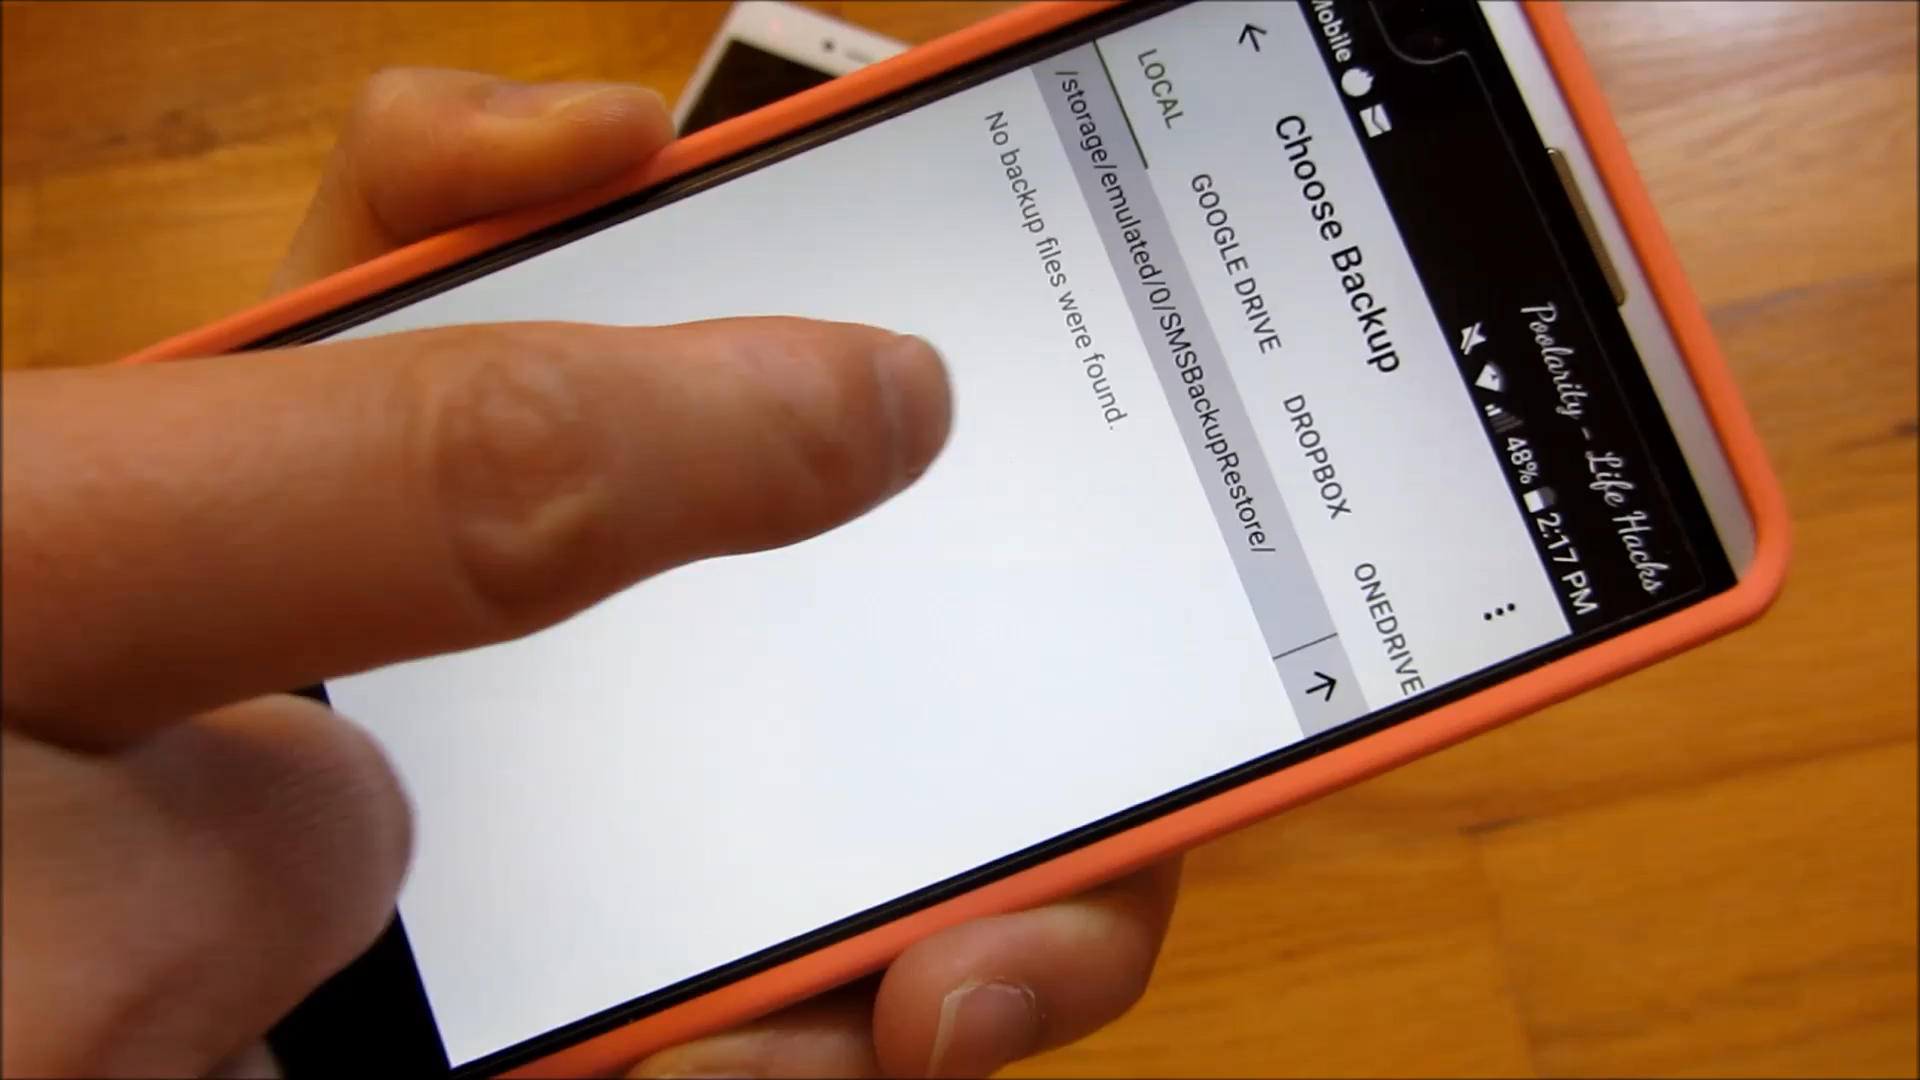 Poolarity - Life Hacks
Mobile 48% 2:17 PM
Choose Backup
LOCAL GOOGLE DRIVE DROPBOX ONEDRIVE
/storage/emulated/0/SMSBackupRestore/
No backup files were found.